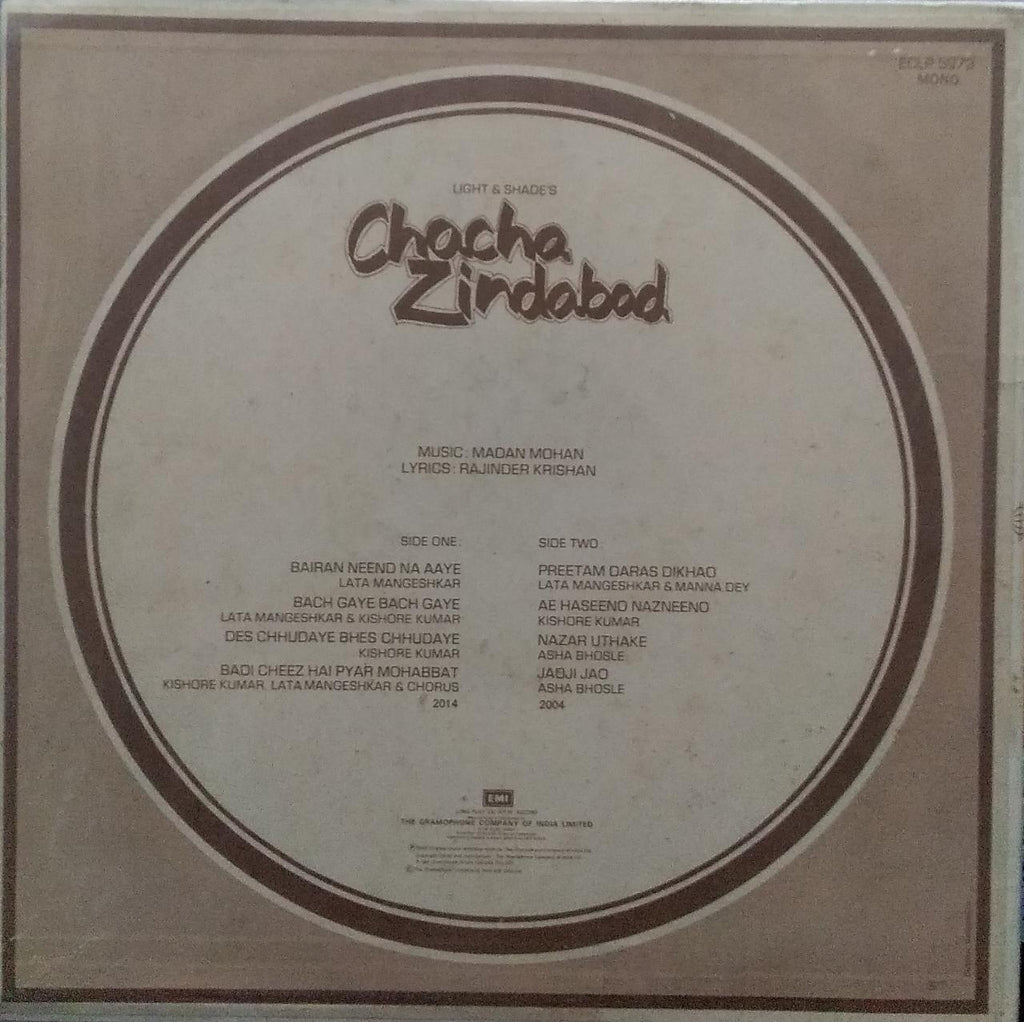 ECLP 5973
MONO
LIGHT & SHADE'S
Chacha
Zindabad
MUSIC: MADAN MOHAN
LYRICS: RAJINDER KRISHAN
SIDE ONE:
BAIRAN NEEND NA AAYE
LATA MANGESHKAR
BACH GAYE BACH GAYE
LATA MANGESHKAR & KISHORE KUMAR
DES CHHUDAYE BHES CHHUDAYE
KISHORE KUMAR
BADI CHEEZ HAI PYAR MOHABBAT
KISHORE KUMAR, LATA MANGESHKAR & CHORUS
2014
SIDE TWO:
PREETAM DARAS DIKHAO
LATA MANGESHKAR & MANNA DEY
AE HASEENO NAZNEENO
KISHORE KUMAR
NAZAR UTHAKE
ASHA BHOSLE
JAOJI JAO
ASHA BHOSLE
2004
EMI
THE GRAMOPHONE COMPANY OF INDIA LIMITED